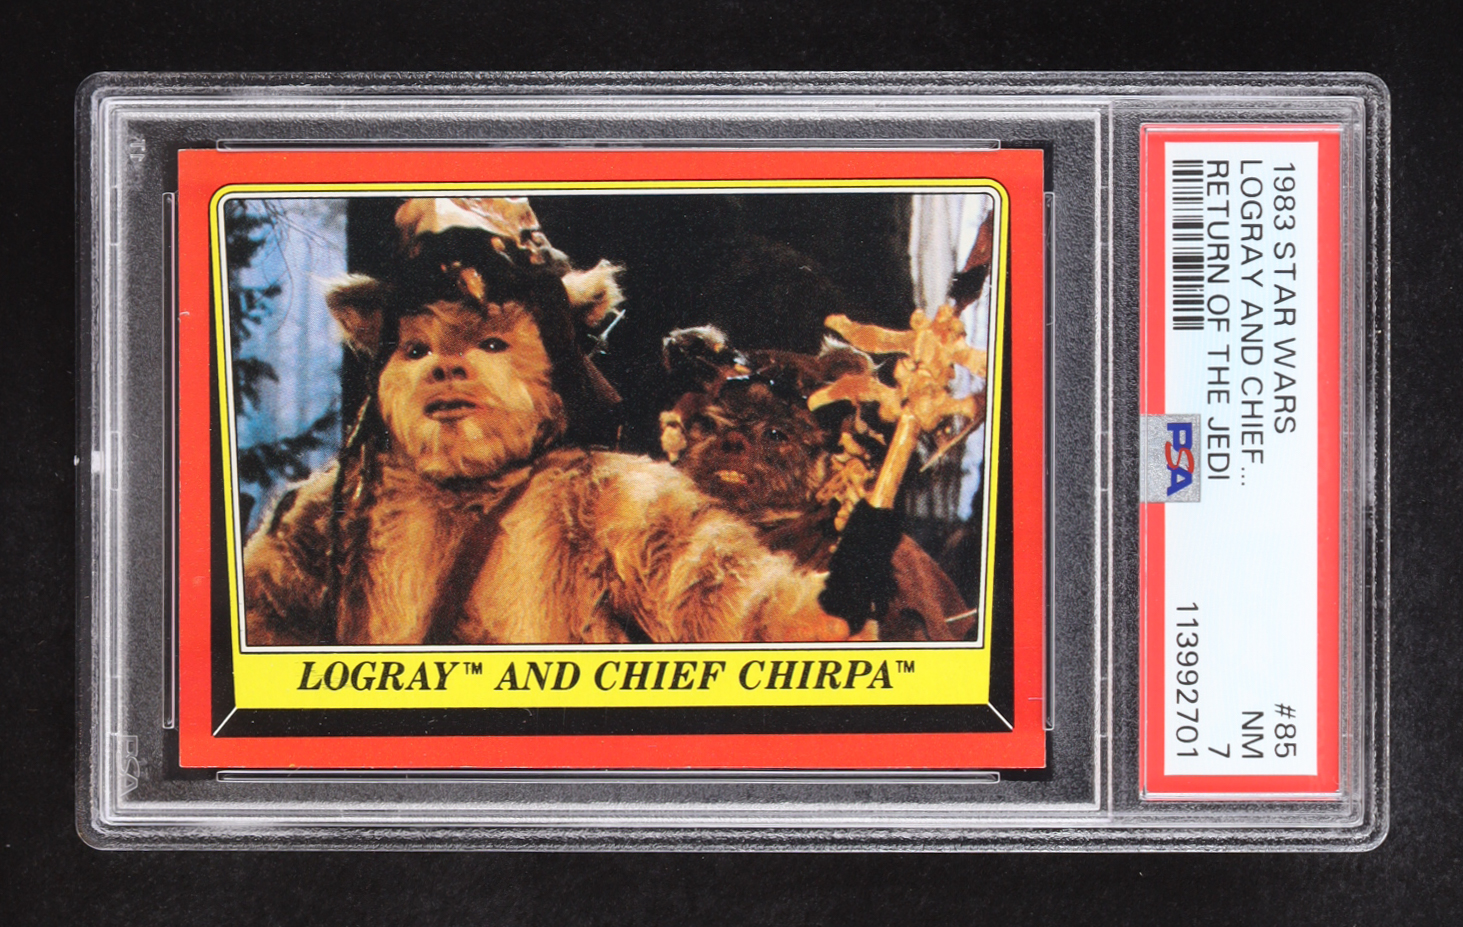 LOGRAY™ AND CHIEF CHIRPA™
1983 STAR WARS #85
LOGRAY AND CHIEF... NM
RETURN OF THE JEDI 7
113992701
PSA
PSA